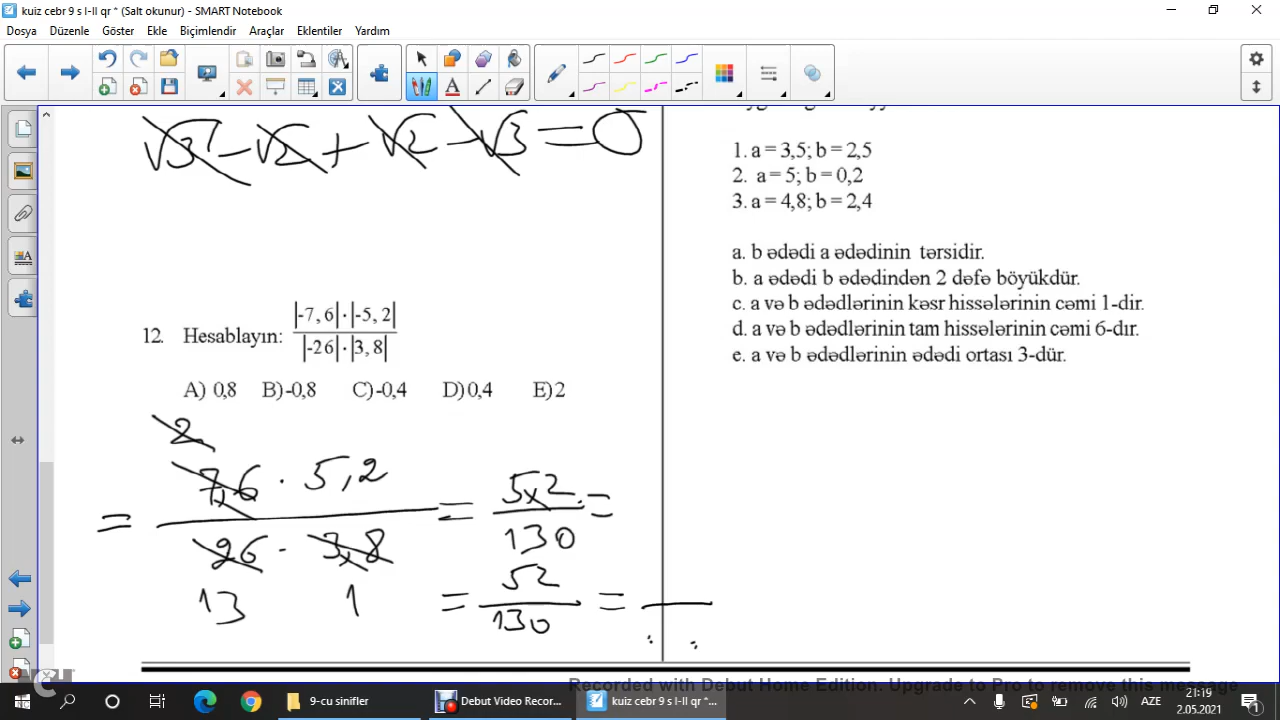 kuiz cebr 9 s I-II qr * (Salt okunur) - SMART Notebook
Dosya Düzenle Göster Ekle Biçimlendir Araçlar Eklentiler Yardım
√3 - √2 + √2 - √3 = 0
12. Hesablayın: |-7, 6| · |-5, 2| / |-26| · |3, 8|
A) 0,8 B)-0,8 C)-0,4 D)0,4 E)2
2
= 7,6 · 5,2 / 26 · 3,8 = 5,2 / 130 =
13 1
= 52 / 130 =
1. a = 3,5; b = 2,5
2. a = 5; b = 0,2
3. a = 4,8; b = 2,4
a. b ədədi a ədədinin tərsidir.
b. a ədədi b ədədindən 2 dəfə böyükdür.
c. a və b ədədlərinin kəsr hissələrinin cəmi 1-dir.
d. a və b ədədlərinin tam hissələrinin cəmi 6-dır.
e. a və b ədədlərinin ədədi ortası 3-dür.
Recorded with Debut Home Edition. Upgrade to Pro to remove this message
9-cu sinifler
Debut Video Recor...
kuiz cebr 9 s I-II qr *...
AZE
21:19
2.05.2021
1